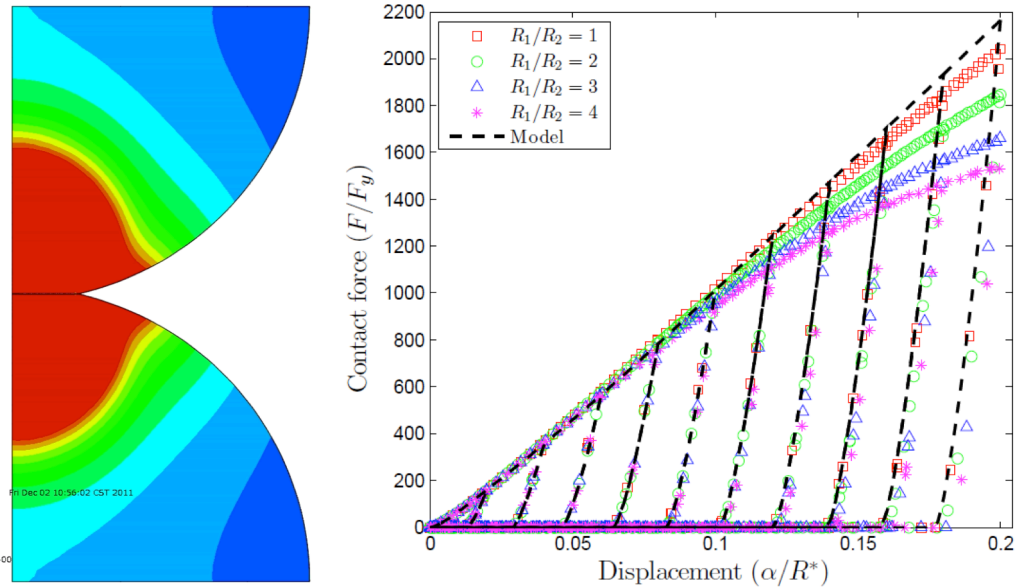 Fri Dec 02 10:56:02 CST 2011
00
Contact force (F/F_y)
2200
2000
1800
1600
1400
1200
1000
800
600
400
200
0
R_1/R_2 = 1
R_1/R_2 = 2
R_1/R_2 = 3
R_1/R_2 = 4
Model
0
0.05
0.1
0.15
0.2
Displacement (α/R*)